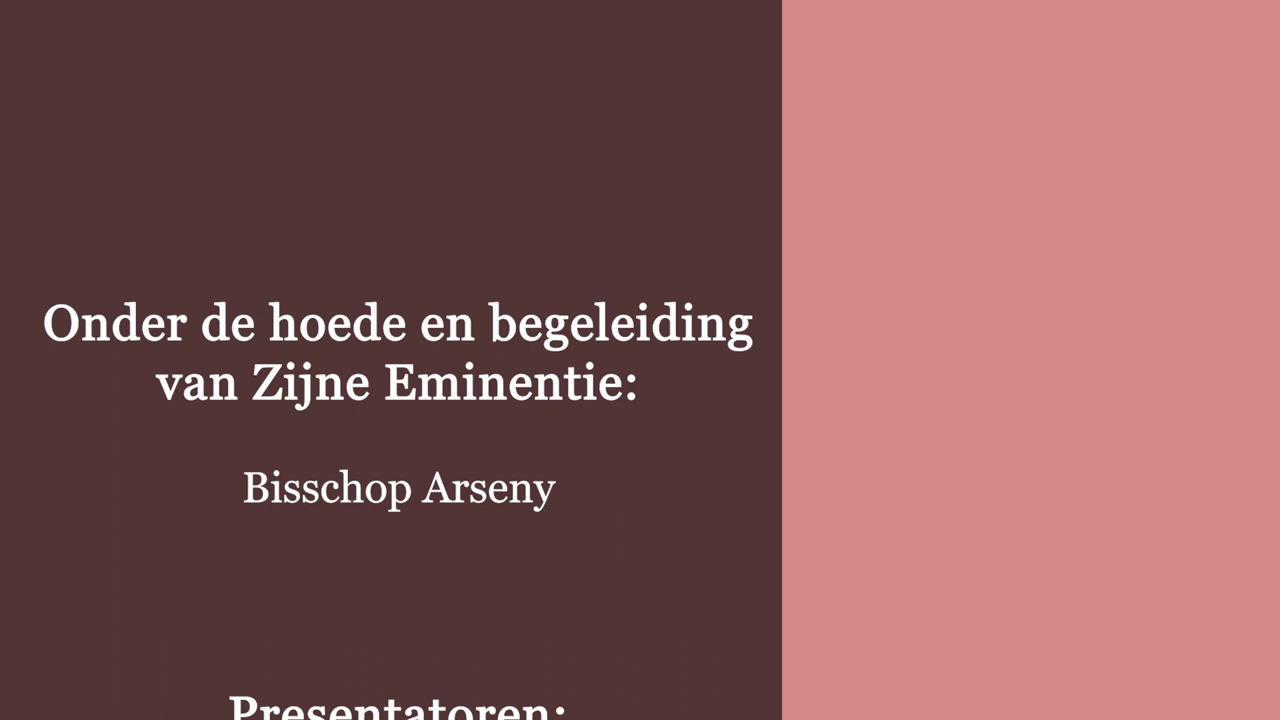 Onder de hoede en begeleiding
van Zijne Eminentie:
Bisschop Arseny
Presentatoren: